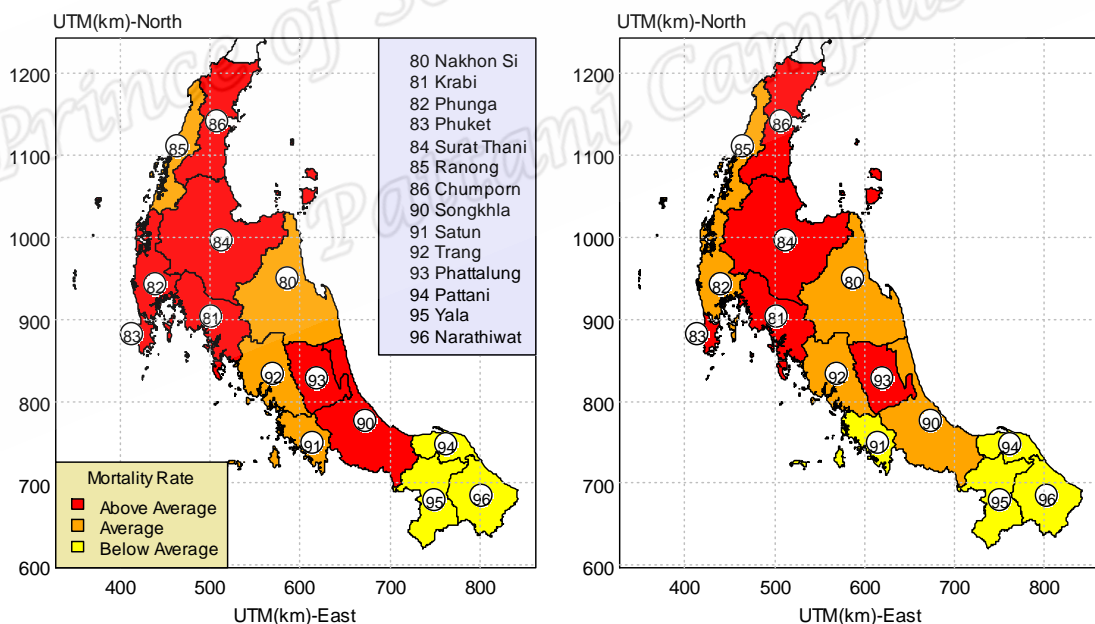 UTM(km)-North
UTM(km)-North
Prince of
Pattani Campus
1200
1100
1000
900
800
700
600
400
500
600
700
800
UTM(km)-East
80 Nakhon Si
81 Krabi
82 Phunga
83 Phuket
84 Surat Thani
85 Ranong
86 Chumporn
90 Songkhla
91 Satun
92 Trang
93 Phattalung
94 Pattani
95 Yala
96 Narathiwat
86
85
84
80
82
81
83
92
93
90
91
94
95
96
Mortality Rate
Above Average
Average
Below Average
1200
1100
1000
900
800
700
600
400
500
600
700
800
UTM(km)-East
86
85
84
80
82
81
83
92
93
90
91
94
95
96